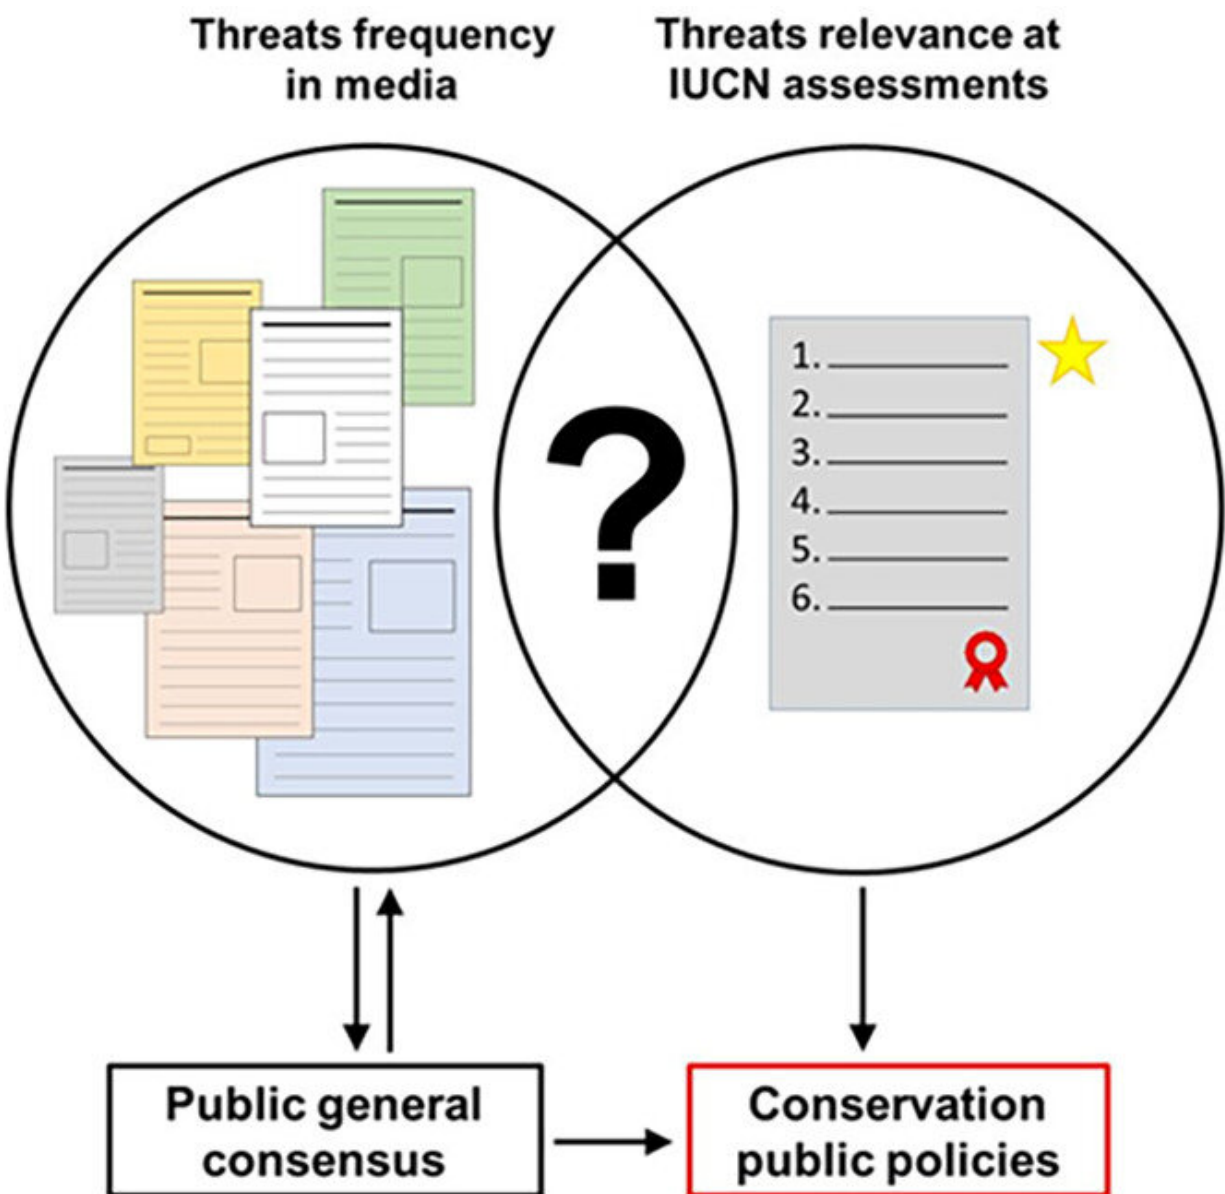 Threats frequency
in media
Threats relevance at
IUCN assessments
?
1.
2.
3.
4.
5.
6.
Public general
consensus
Conservation
public policies